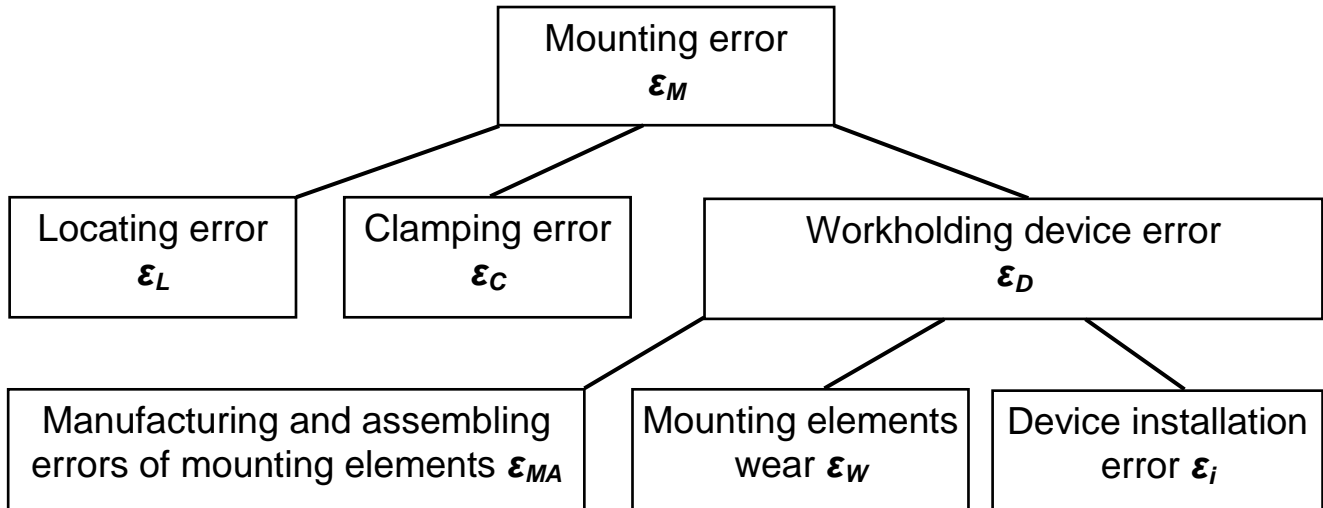 Mounting error
εM
Locating error
εL
Clamping error
εC
Workholding device error
εD
Manufacturing and assembling
errors of mounting elements εMA
Mounting elements
wear εW
Device installation
error εi